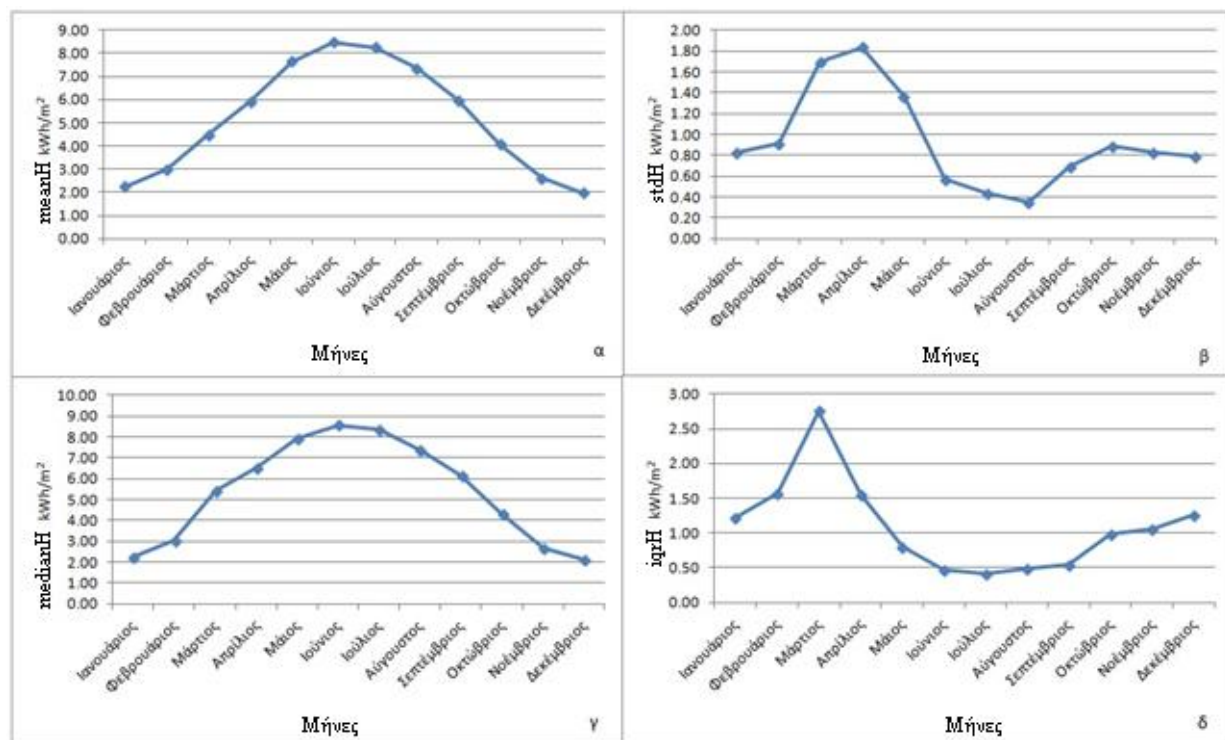 9.00
8.00
7.00
6.00
5.00
4.00
3.00
2.00
1.00
0.00
meanH kWh/m²
Ιανουάριος
Φεβρουάριος
Μάρτιος
Απρίλιος
Μάιος
Ιούνιος
Ιούλιος
Αύγουστος
Σεπτέμβριος
Οκτώβριος
Νοέμβριος
Δεκέμβριος
Μήνες
α
2.00
1.80
1.60
1.40
1.20
1.00
0.80
0.60
0.40
0.20
0.00
stdH kWh/m²
Ιανουάριος
Φεβρουάριος
Μάρτιος
Απρίλιος
Μάιος
Ιούνιος
Ιούλιος
Αύγουστος
Σεπτέμβριος
Οκτώβριος
Νοέμβριος
Δεκέμβριος
Μήνες
β
10.00
9.00
8.00
7.00
6.00
5.00
4.00
3.00
2.00
1.00
0.00
medianH kWh/m²
Ιανουάριος
Φεβρουάριος
Μάρτιος
Απρίλιος
Μάιος
Ιούνιος
Ιούλιος
Αύγουστος
Σεπτέμβριος
Οκτώβριος
Νοέμβριος
Δεκέμβριος
Μήνες
γ
3.00
2.50
2.00
1.50
1.00
0.50
0.00
iqrH kWh/m²
Ιανουάριος
Φεβρουάριος
Μάρτιος
Απρίλιος
Μάιος
Ιούνιος
Ιούλιος
Αύγουστος
Σεπτέμβριος
Οκτώβριος
Νοέμβριος
Δεκέμβριος
Μήνες
δ